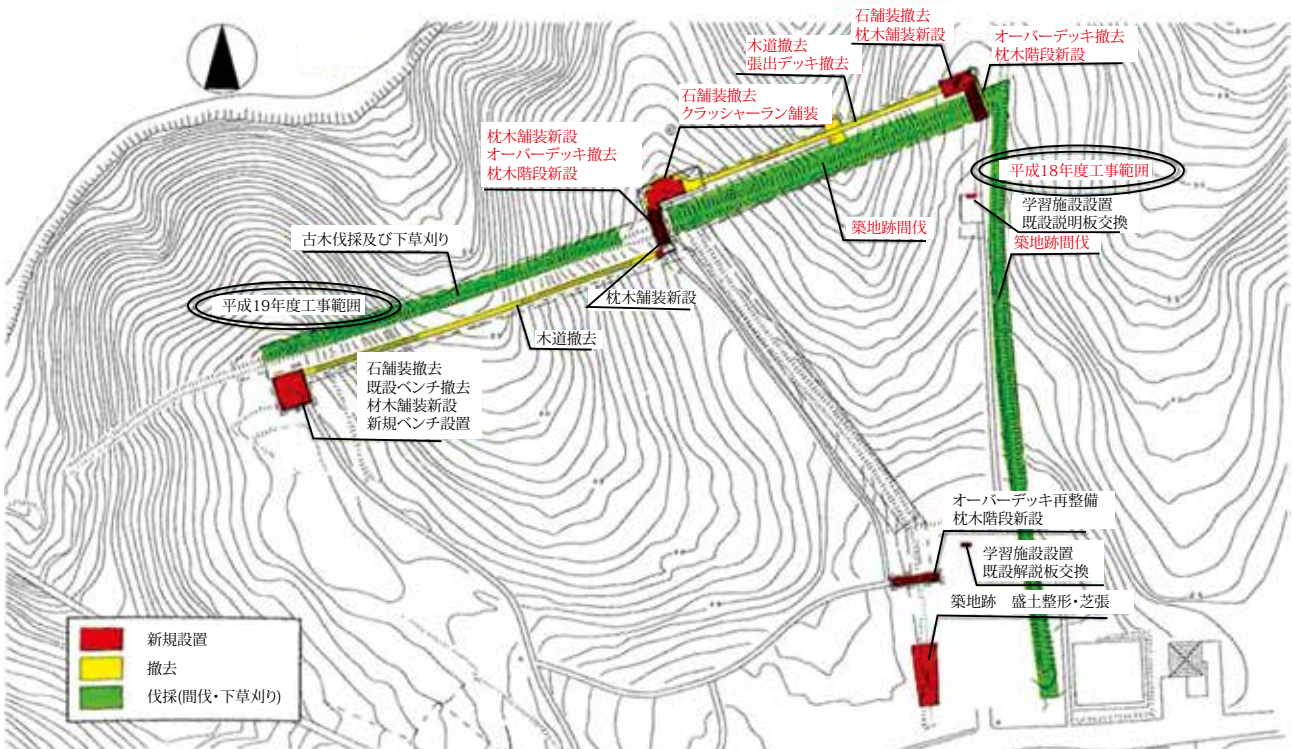 石舗装撤去
枕木舗装新設
オーバーデッキ撤去
枕木階段新設
木道撤去
張出デッキ撤去
石舗装撤去
クラッシャーラン舗装
枕木舗装新設
オーバーデッキ撤去
枕木階段新設
平成18年度工事範囲
学習施設設置
既設説明板交換
築地跡間伐
築地跡間伐
古木伐採及び下草刈り
平成19年度工事範囲
枕木舗装新設
木道撤去
石舗装撤去
既設ベンチ撤去
材木舗装新設
新規ベンチ設置
オーバーデッキ再整備
枕木階段新設
学習施設設置
既設解説板交換
築地跡 盛土整形・芝張
新規設置
撤去
伐採(間伐・下草刈り)